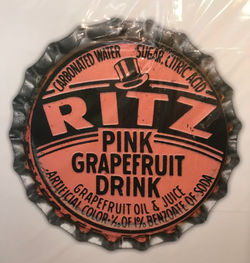 CARBONATED WATER SUGAR, CITRIC ACID
RITZ
PINK
GRAPEFRUIT
DRINK
GRAPEFRUIT OIL & JUICE
ARTIFICIAL COLOR-1/20 OF 1% BENZOATE OF SODA